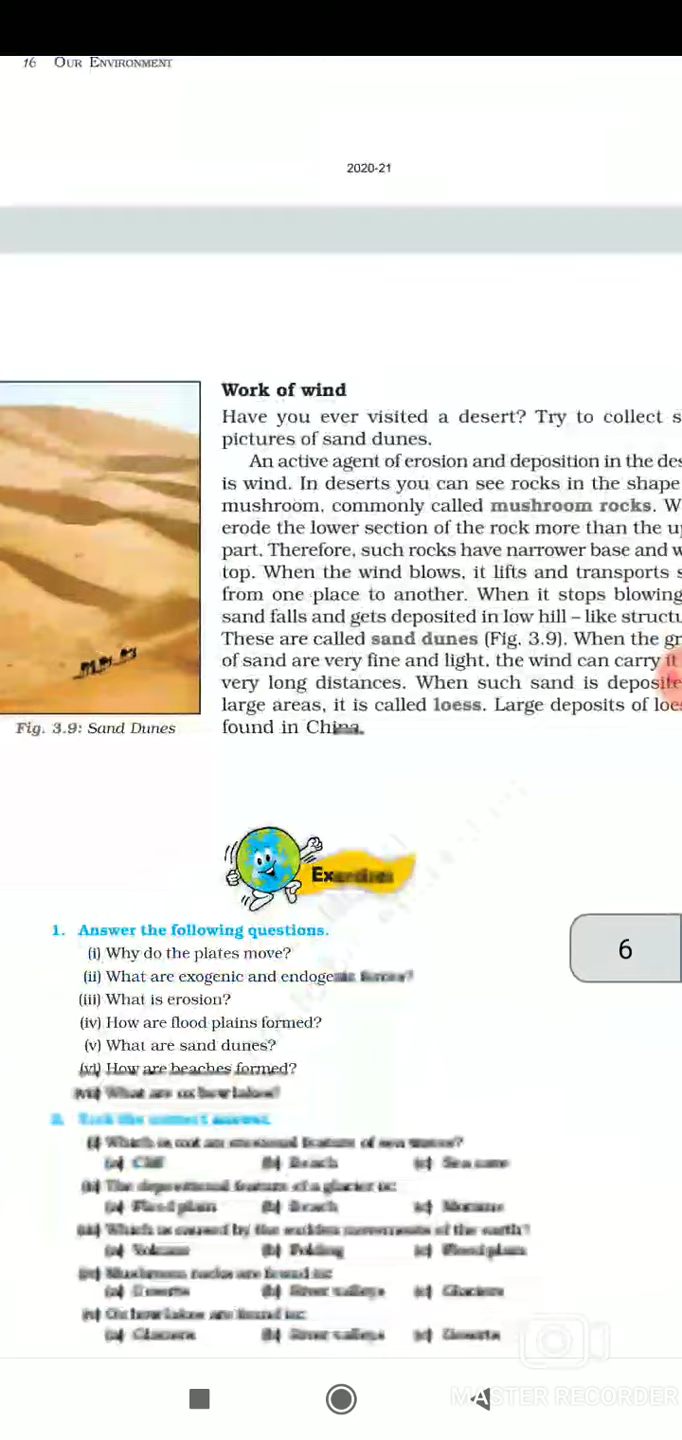 16 OUR ENVIRONMENT
2020-21
Work of wind
Have you ever visited a desert? Try to collect s
pictures of sand dunes.
An active agent of erosion and deposition in the des
is wind. In deserts you can see rocks in the shape
mushroom, commonly called mushroom rocks. W
erode the lower section of the rock more than the up
part. Therefore, such rocks have narrower base and w
top. When the wind blows, it lifts and transports s
from one place to another. When it stops blowing
sand falls and gets deposited in low hill – like structu
These are called sand dunes (Fig. 3.9). When the gr
of sand are very fine and light, the wind can carry it
very long distances. When such sand is deposite
large areas, it is called loess. Large deposits of loes
found in China.
Fig. 3.9: Sand Dunes
Exercises
1. Answer the following questions.
(i) Why do the plates move?
(ii) What are exogenic and endogenic forces?
(iii) What is erosion?
(iv) How are flood plains formed?
(v) What are sand dunes?
(vi) How are beaches formed?
(vii) What are ox bow lakes?
2. Tick the correct answer.
(i) Which is not an erosional feature of sea waves?
(a) Cliff (b) Beach (c) Sea cave
(ii) The depositional feature of a glacier is:
(a) Flood plain (b) Beach (c) Moraine
(iii) Which is caused by the sudden movements of the earth?
(a) Volcano (b) Folding (c) Flood plain
(iv) Mushroom rocks are found in:
(a) Deserts (b) River valleys (c) Glaciers
(v) Ox bow lakes are found in:
(a) Glaciers (b) River valleys (c) Deserts
6
MASTER RECORDER